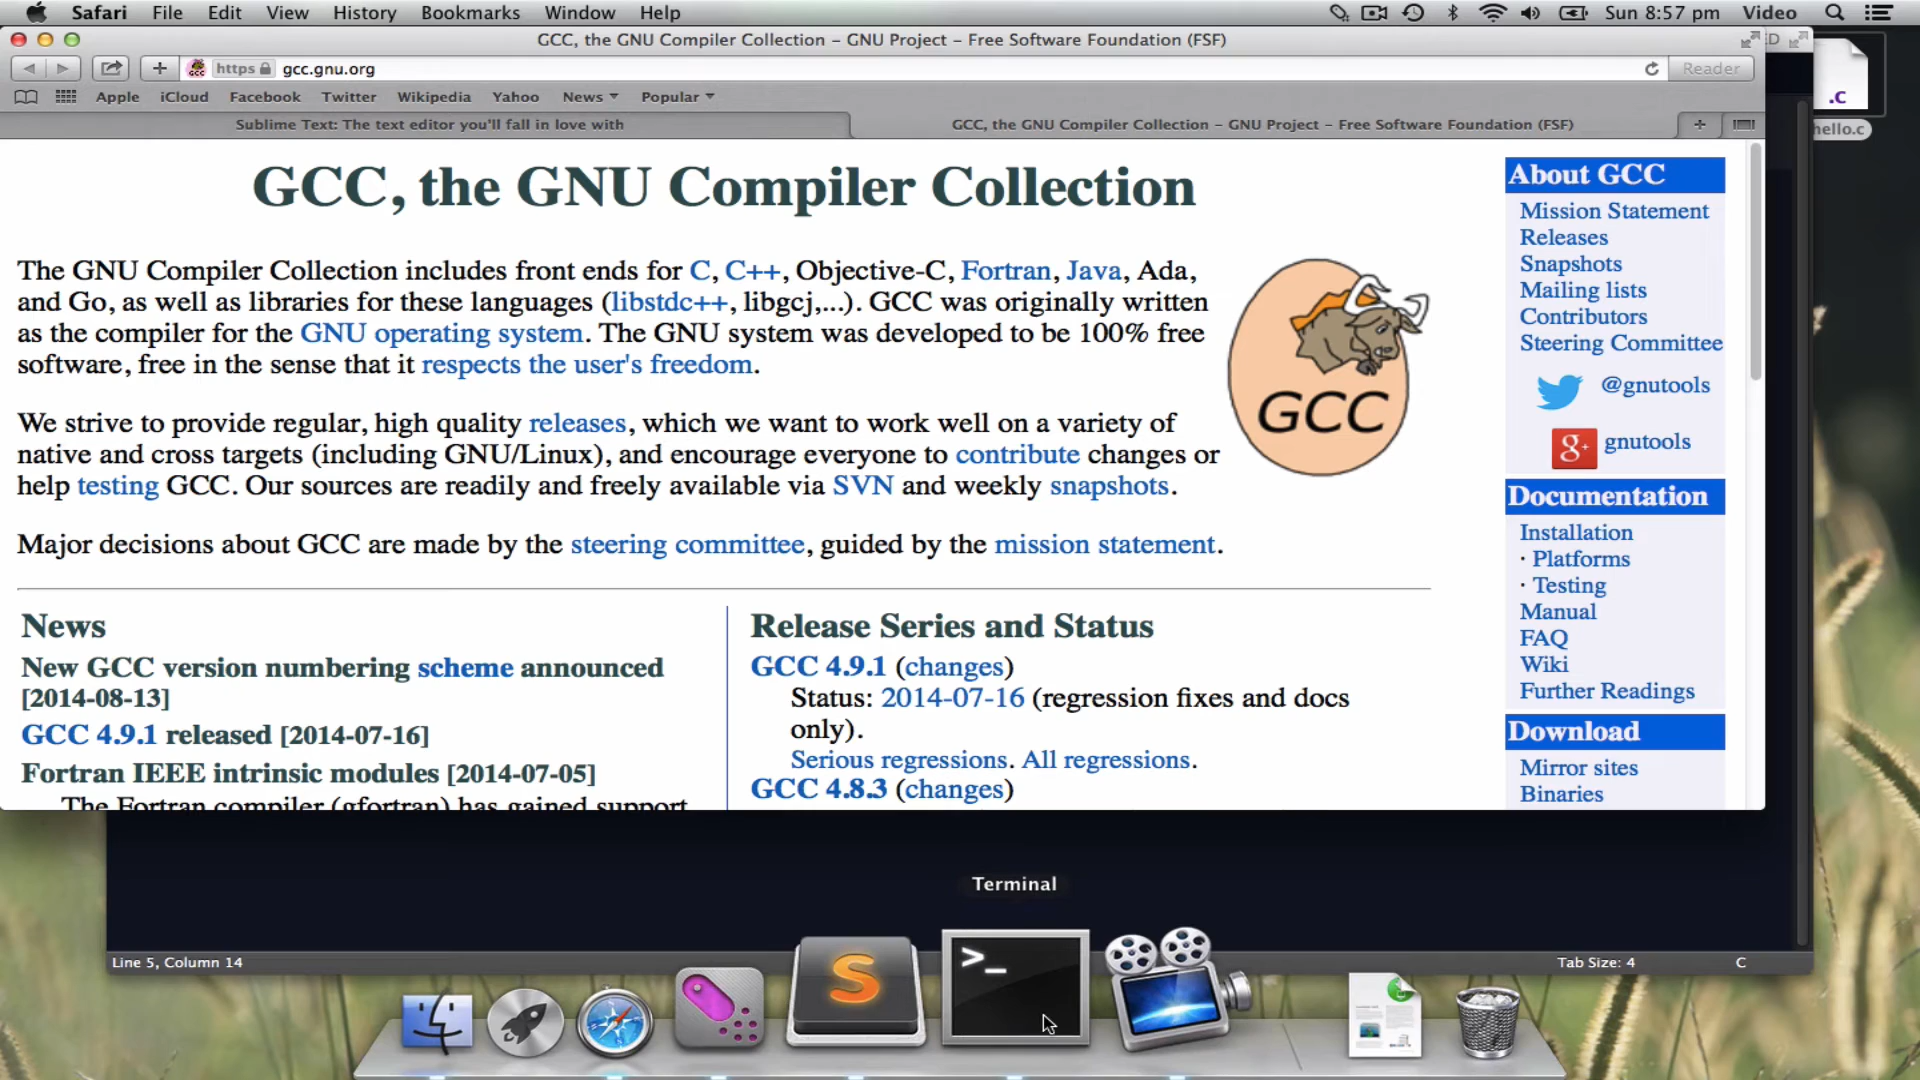 Safari File Edit View History Bookmarks Window Help Sun 8:57 pm Video
GCC, the GNU Compiler Collection – GNU Project – Free Software Foundation (FSF)
https gcc.gnu.org Reader
Apple iCloud Facebook Twitter Wikipedia Yahoo News Popular
Sublime Text: The text editor you'll fall in love with GCC, the GNU Compiler Collection – GNU Project – Free Software Foundation (FSF)
.c
hello.c
GCC, the GNU Compiler Collection
The GNU Compiler Collection includes front ends for C, C++, Objective-C, Fortran, Java, Ada,
and Go, as well as libraries for these languages (libstdc++, libgcj,...). GCC was originally written
as the compiler for the GNU operating system. The GNU system was developed to be 100% free
software, free in the sense that it respects the user's freedom.
We strive to provide regular, high quality releases, which we want to work well on a variety of
native and cross targets (including GNU/Linux), and encourage everyone to contribute changes or
help testing GCC. Our sources are readily and freely available via SVN and weekly snapshots.
Major decisions about GCC are made by the steering committee, guided by the mission statement.
GCC
News
New GCC version numbering scheme announced
[2014-08-13]
GCC 4.9.1 released [2014-07-16]
Fortran IEEE intrinsic modules [2014-07-05]
The Fortran compiler (gfortran) has gained support
Release Series and Status
GCC 4.9.1 (changes)
Status: 2014-07-16 (regression fixes and docs
only).
Serious regressions. All regressions.
GCC 4.8.3 (changes)
About GCC
Mission Statement
Releases
Snapshots
Mailing lists
Contributors
Steering Committee
@gnutools
g+ gnutools
Documentation
Installation
· Platforms
· Testing
Manual
FAQ
Wiki
Further Readings
Download
Mirror sites
Binaries
Terminal
Line 5, Column 14 Tab Size: 4 C
S
>_